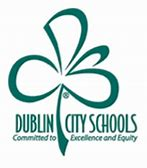 ®
DUBLIN CITY SCHOOLS
Committed to Excellence and Equity